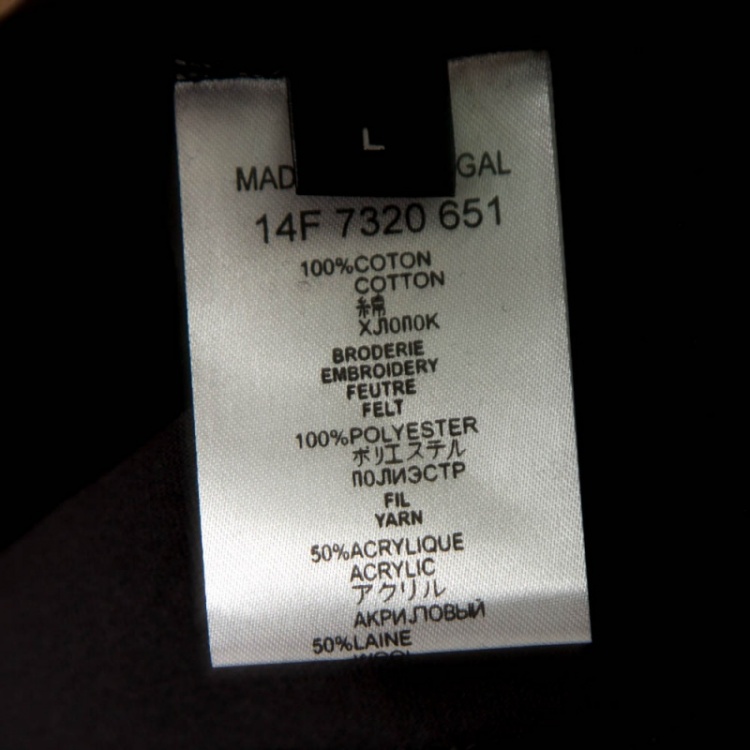 L
MAD GAL
14F 7320 651
100%COTON
COTTON
綿
ХЛОПОК
BRODERIE
EMBROIDERY
FEUTRE
FELT
100%POLYESTER
ポリエステル
ПОЛИЭСТР
FIL
YARN
50%ACRYLIQUE
ACRYLIC
アクリル
АКРИЛОВЫЙ
50%LAINE
WOOL